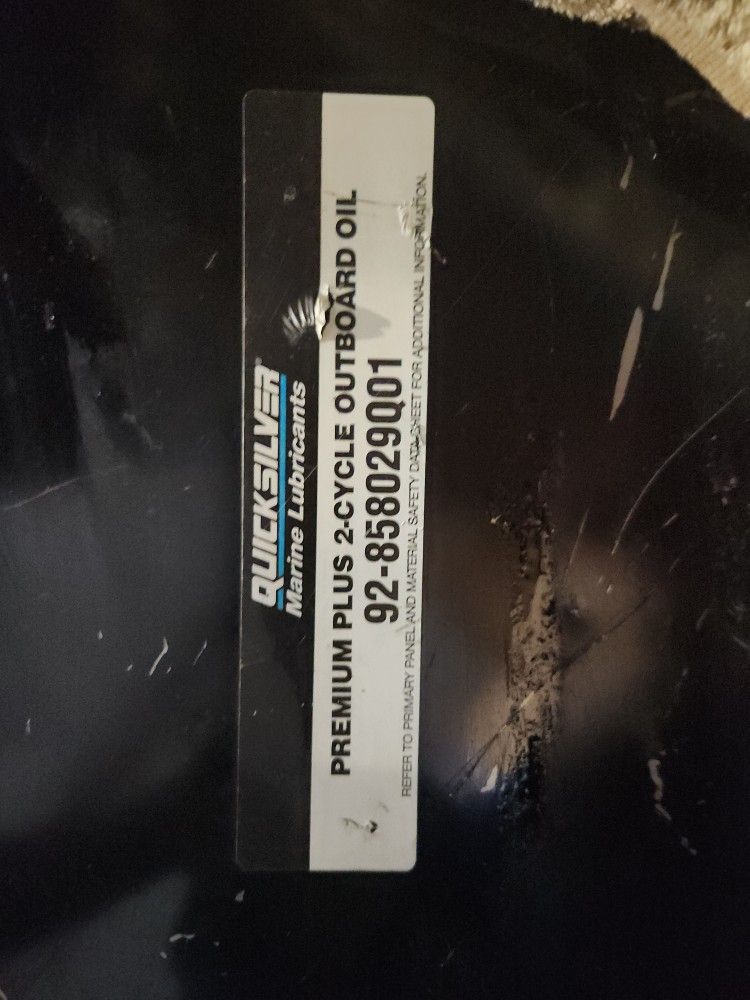 QUICKSILVER®
Marine Lubricants
PREMIUM PLUS 2-CYCLE OUTBOARD OIL
92-858029Q01
REFER TO PRIMARY PANEL AND MATERIAL SAFETY DATA SHEET FOR ADDITIONAL INFORMATION.